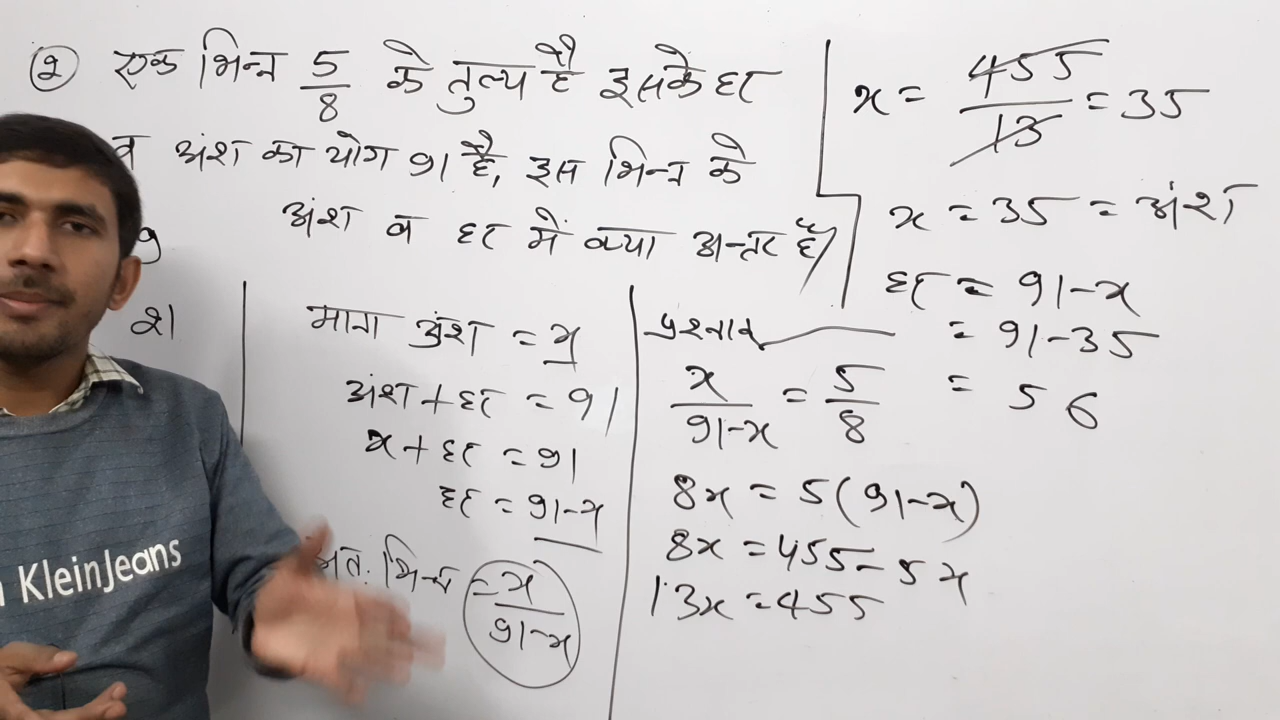 ② एक भिन्न 5/8 के तुल्य है इसके हर
व अंश का योग 91 है, इस भिन्न के
अंश व हर में क्या अन्तर है/
9
21
माना अंश = x
अंश + हर = 91
x + हर = 91
हर = 91-x
अतः भिन्न = x/91-x
प्रश्नानु
x/91-x = 5/8
8x = 5(91-x)
8x = 455-5x
13x = 455
x = 455/13 = 35
x = 35 = अंश
हर = 91-x
= 91-35
= 56
KleinJeans